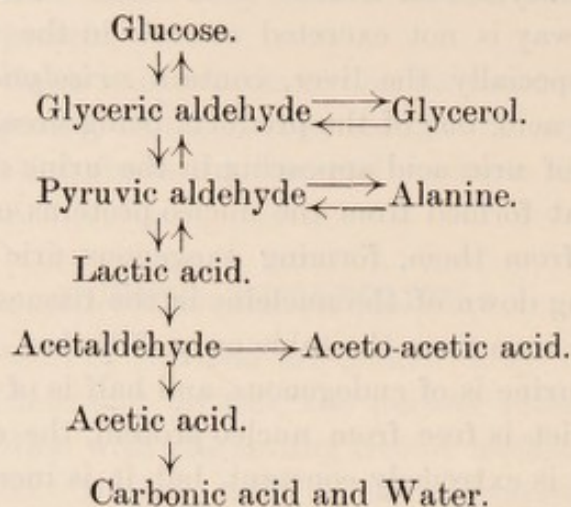 Glucose.
Glyceric aldehyde Glycerol.
Pyruvic aldehyde Alanine.
Lactic acid.
Acetaldehyde Aceto-acetic acid.
Acetic acid.
Carbonic acid and Water.